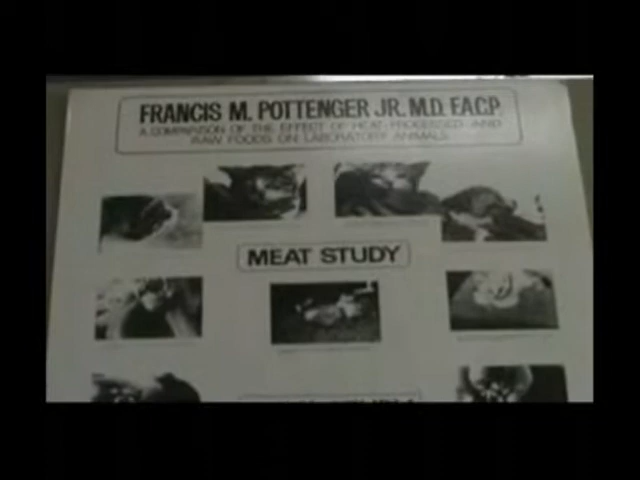 FRANCIS M. POTTENGER JR. M.D. F.A.C.P.
A COMPARISON OF THE EFFECT OF HEAT-PROCESSED AND
RAW FOODS ON LABORATORY ANIMALS
MEAT STUDY